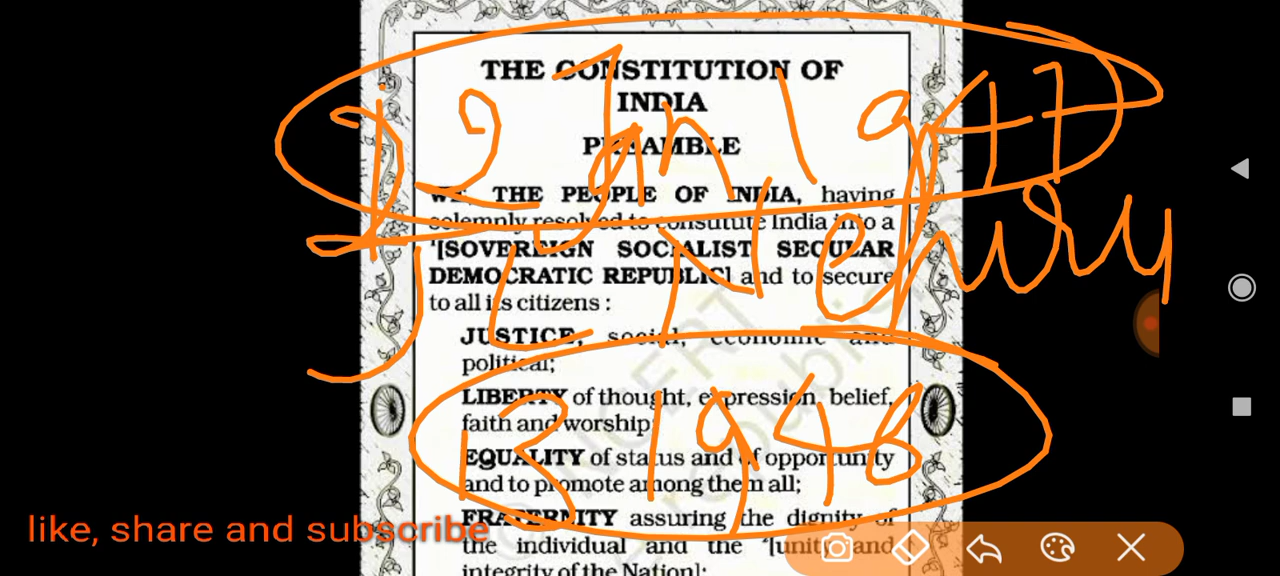 THE CONSTITUTION OF
INDIA
PREAMBLE
22 Jan 1947
WE, THE PEOPLE OF INDIA, having
solemnly resolved to constitute India into a
J L Nehru
¹[SOVEREIGN SOCIALIST SECULAR
DEMOCRATIC REPUBLIC] and to secure
to all its citizens :
JUSTICE, social, economic and
political;
LIBERTY of thought, expression, belief,
faith and worship;
13 1946
EQUALITY of status and of opportunity
and to promote among them all;
FRATERNITY assuring the dignity of
like, share and subscribe
the individual and the ²[unity and
integrity of the Nation];